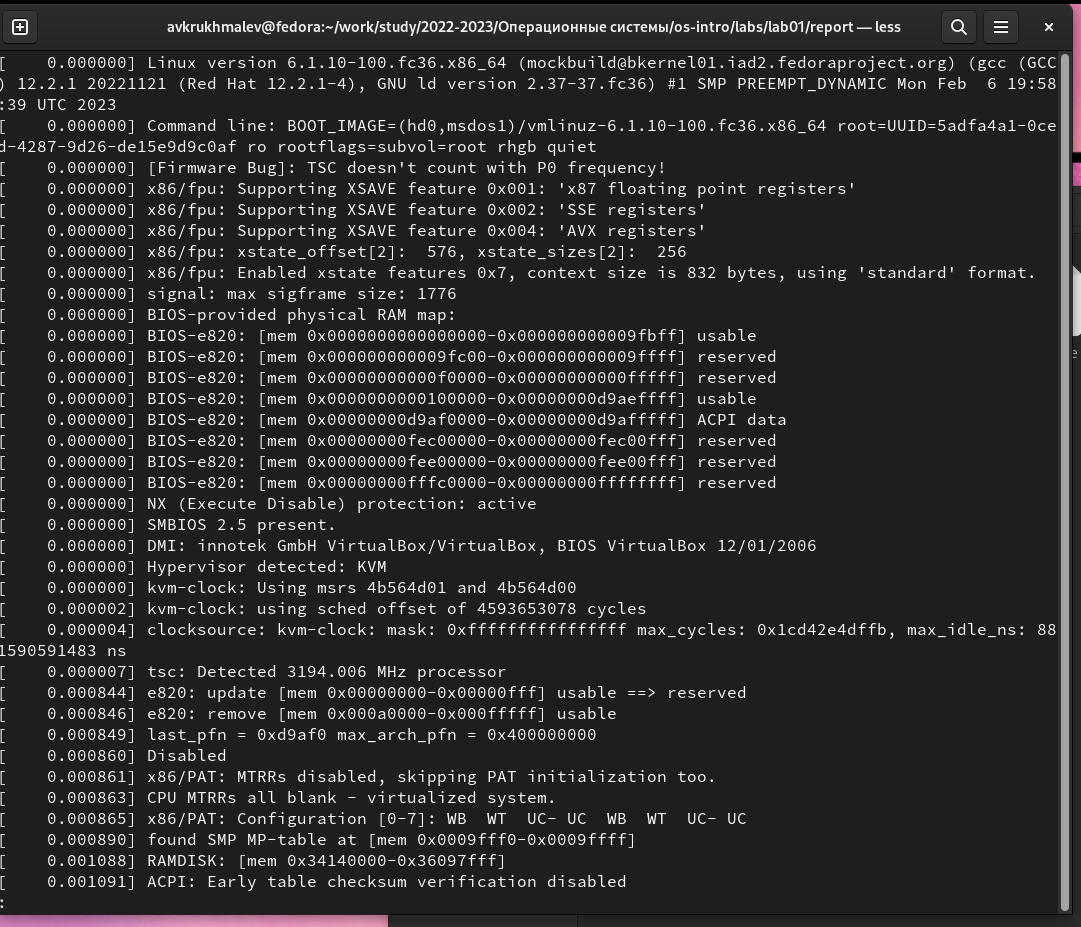 avkrukhmalev@fedora:~/work/study/2022-2023/Операционные системы/os-intro/labs/lab01/report — less
[    0.000000] Linux version 6.1.10-100.fc36.x86_64 (mockbuild@bkernel01.iad2.fedoraproject.org) (gcc (GCC
) 12.2.1 20221121 (Red Hat 12.2.1-4), GNU ld version 2.37-37.fc36) #1 SMP PREEMPT_DYNAMIC Mon Feb  6 19:58
:39 UTC 2023
[    0.000000] Command line: BOOT_IMAGE=(hd0,msdos1)/vmlinuz-6.1.10-100.fc36.x86_64 root=UUID=5adfa4a1-0ce
d-4287-9d26-de15e9d9c0af ro rootflags=subvol=root rhgb quiet
[    0.000000] [Firmware Bug]: TSC doesn't count with P0 frequency!
[    0.000000] x86/fpu: Supporting XSAVE feature 0x001: 'x87 floating point registers'
[    0.000000] x86/fpu: Supporting XSAVE feature 0x002: 'SSE registers'
[    0.000000] x86/fpu: Supporting XSAVE feature 0x004: 'AVX registers'
[    0.000000] x86/fpu: xstate_offset[2]:  576, xstate_sizes[2]:  256
[    0.000000] x86/fpu: Enabled xstate features 0x7, context size is 832 bytes, using 'standard' format.
[    0.000000] signal: max sigframe size: 1776
[    0.000000] BIOS-provided physical RAM map:
[    0.000000] BIOS-e820: [mem 0x0000000000000000-0x000000000009fbff] usable
[    0.000000] BIOS-e820: [mem 0x000000000009fc00-0x000000000009ffff] reserved
[    0.000000] BIOS-e820: [mem 0x00000000000f0000-0x00000000000fffff] reserved
[    0.000000] BIOS-e820: [mem 0x0000000000100000-0x00000000d9aeffff] usable
[    0.000000] BIOS-e820: [mem 0x00000000d9af0000-0x00000000d9afffff] ACPI data
[    0.000000] BIOS-e820: [mem 0x00000000fec00000-0x00000000fec00fff] reserved
[    0.000000] BIOS-e820: [mem 0x00000000fee00000-0x00000000fee00fff] reserved
[    0.000000] BIOS-e820: [mem 0x00000000fffc0000-0x00000000ffffffff] reserved
[    0.000000] NX (Execute Disable) protection: active
[    0.000000] SMBIOS 2.5 present.
[    0.000000] DMI: innotek GmbH VirtualBox/VirtualBox, BIOS VirtualBox 12/01/2006
[    0.000000] Hypervisor detected: KVM
[    0.000000] kvm-clock: Using msrs 4b564d01 and 4b564d00
[    0.000002] kvm-clock: using sched offset of 4593653078 cycles
[    0.000004] clocksource: kvm-clock: mask: 0xffffffffffffffff max_cycles: 0x1cd42e4dffb, max_idle_ns: 88
1590591483 ns
[    0.000007] tsc: Detected 3194.006 MHz processor
[    0.000844] e820: update [mem 0x00000000-0x00000fff] usable ==> reserved
[    0.000846] e820: remove [mem 0x000a0000-0x000fffff] usable
[    0.000849] last_pfn = 0xd9af0 max_arch_pfn = 0x400000000
[    0.000860] Disabled
[    0.000861] x86/PAT: MTRRs disabled, skipping PAT initialization too.
[    0.000863] CPU MTRRs all blank - virtualized system.
[    0.000865] x86/PAT: Configuration [0-7]: WB  WT  UC- UC  WB  WT  UC- UC
[    0.000890] found SMP MP-table at [mem 0x0009fff0-0x0009ffff]
[    0.001088] RAMDISK: [mem 0x34140000-0x36097fff]
[    0.001091] ACPI: Early table checksum verification disabled
: